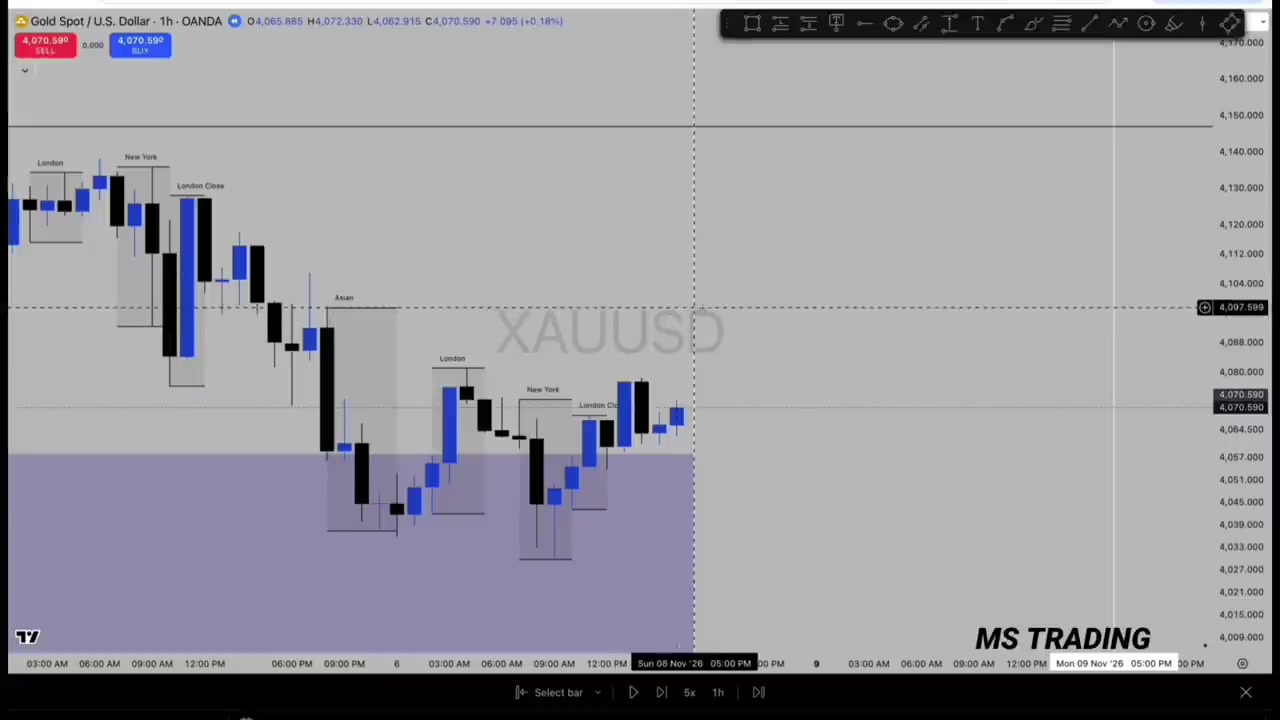 Gold Spot / U.S. Dollar · 1h · OANDA O4,065.885 H4,072.330 L4,062.915 C4,070.590 +7 095 (+0.18%)
4,070.590 SELL
0.000
4,070.590 BUY
4,170.000
4,160.000
4,150.000
4,140.000
4,130.000
4,120.000
4,112.000
4,104.000
4,097.599
4,088.000
4,080.000
4,070.590
4,070.590
4,064.500
4,057.000
4,051.000
4,045.000
4,039.000
4,033.000
4,027.000
4,021.000
4,015.000
4,009.000
London
New York
London Close
Asian
XAUUSD
London
New York
London Clo
MS TRADING
03:00 AM 06:00 AM 09:00 AM 12:00 PM 06:00 PM 09:00 PM 6 03:00 AM 06:00 AM 09:00 AM 12:00 PM Sun 08 Nov '26 05:00 PM :00 PM 9 03:00 AM 06:00 AM 09:00 AM 12:00 PM Mon 09 Nov '26 05:00 PM PM
Select bar 5x 1h